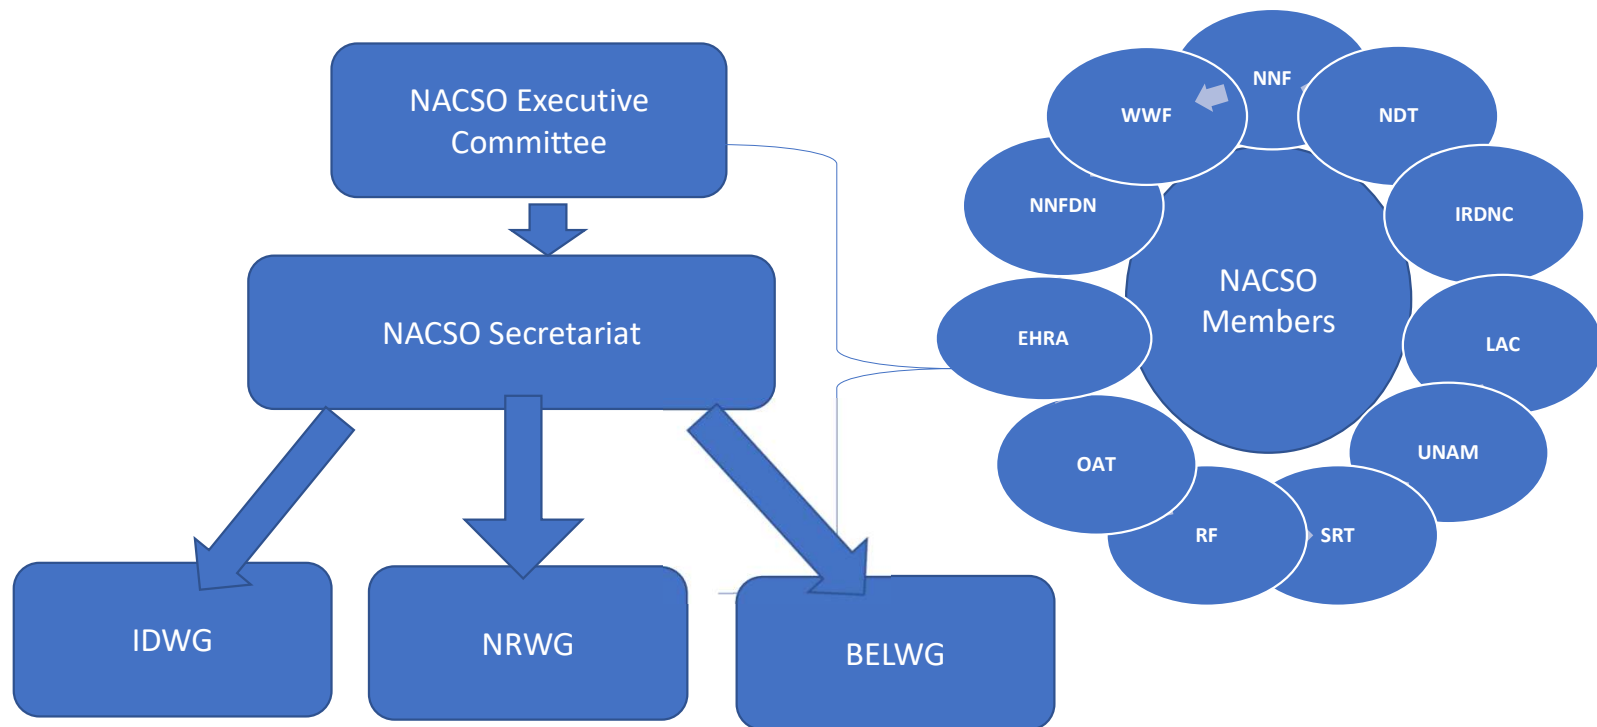 NACSO Executive
Committee
NACSO Secretariat
IDWG
NRWG
BELWG
NACSO
Members
NNF
NDT
IRDNC
LAC
UNAM
SRT
RF
OAT
EHRA
NNFDN
WWF